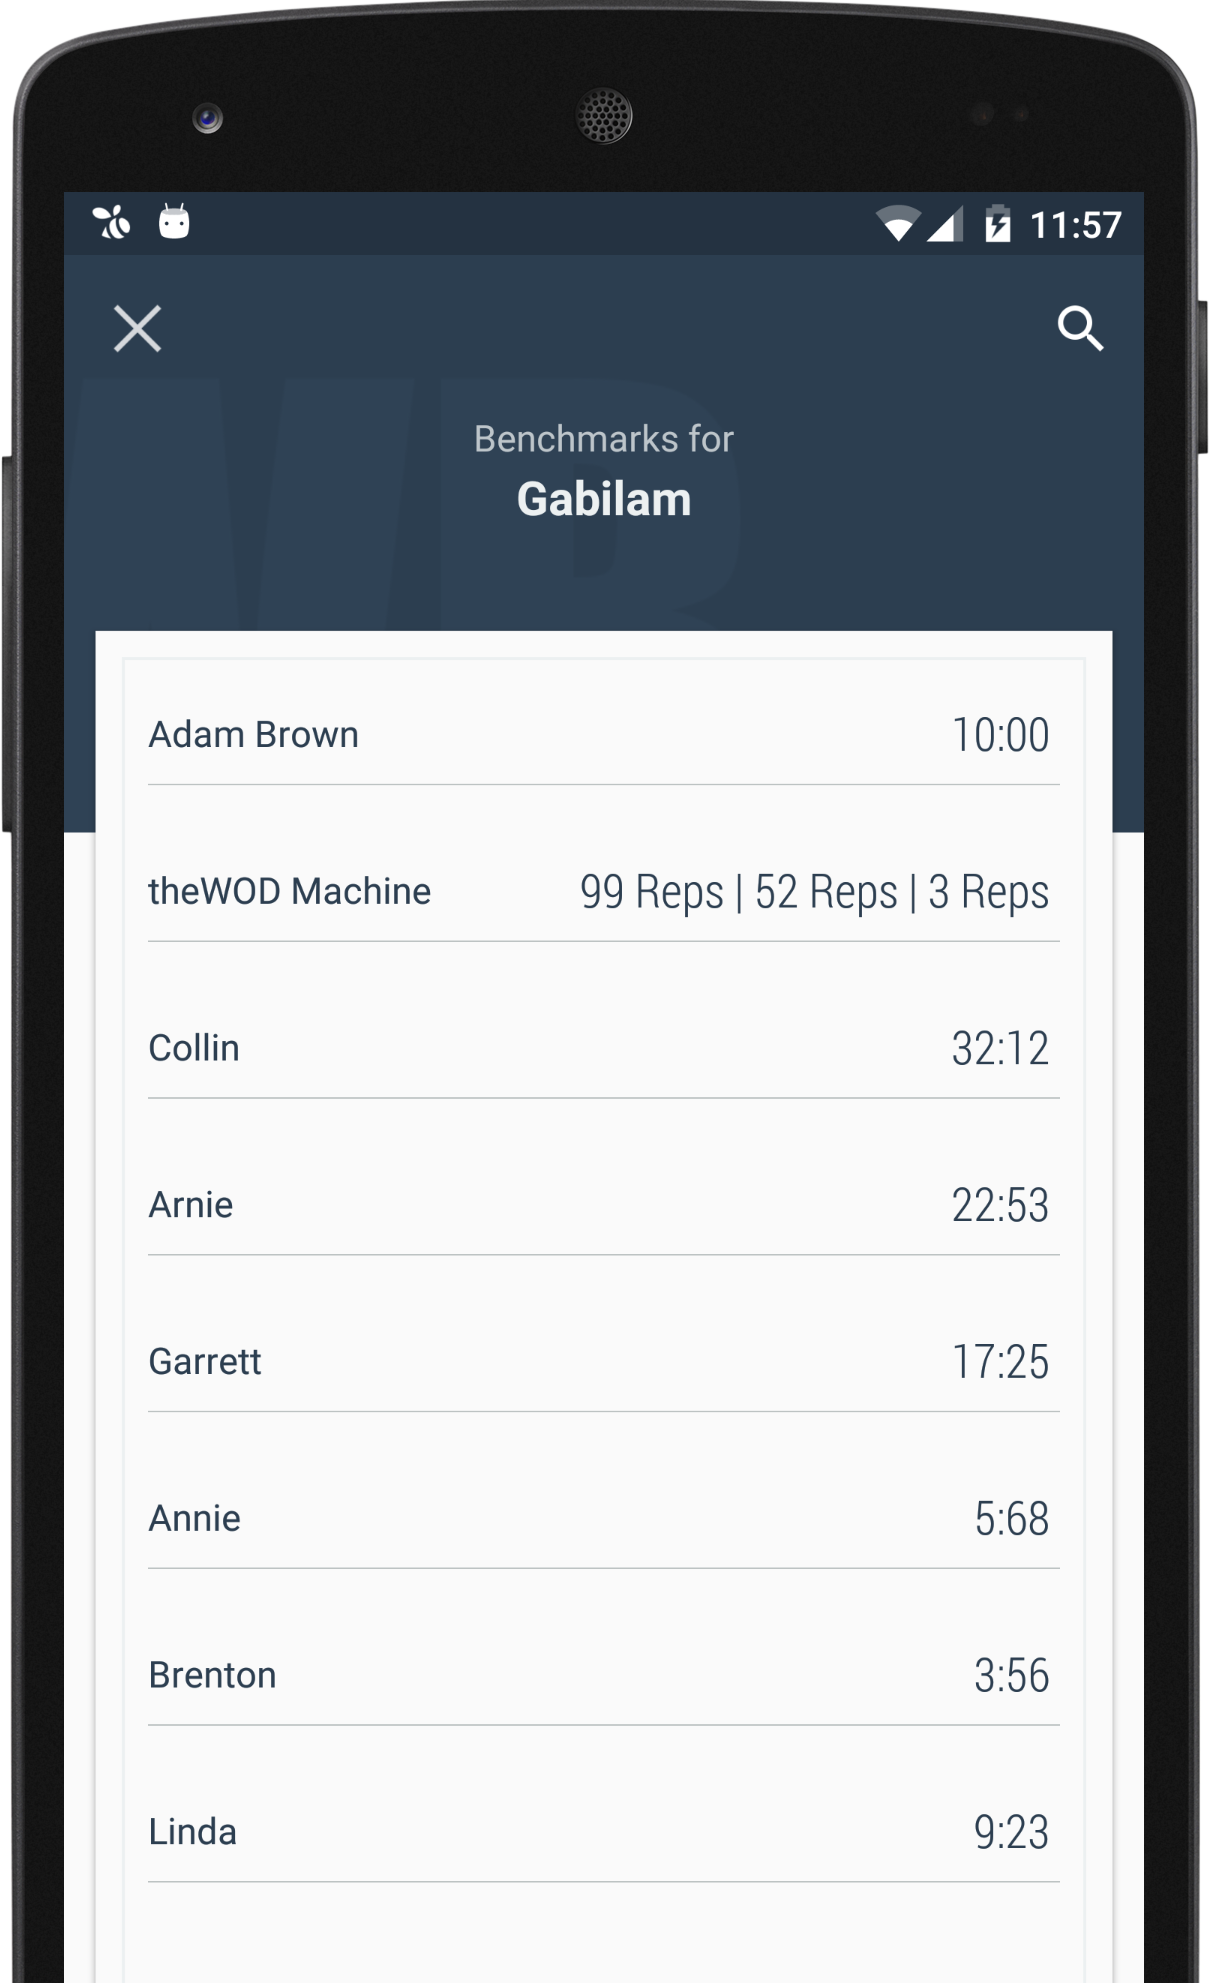 11:57
Benchmarks for
Gabilam
Adam Brown 10:00
theWOD Machine 99 Reps | 52 Reps | 3 Reps
Collin 32:12
Arnie 22:53
Garrett 17:25
Annie 5:68
Brenton 3:56
Linda 9:23